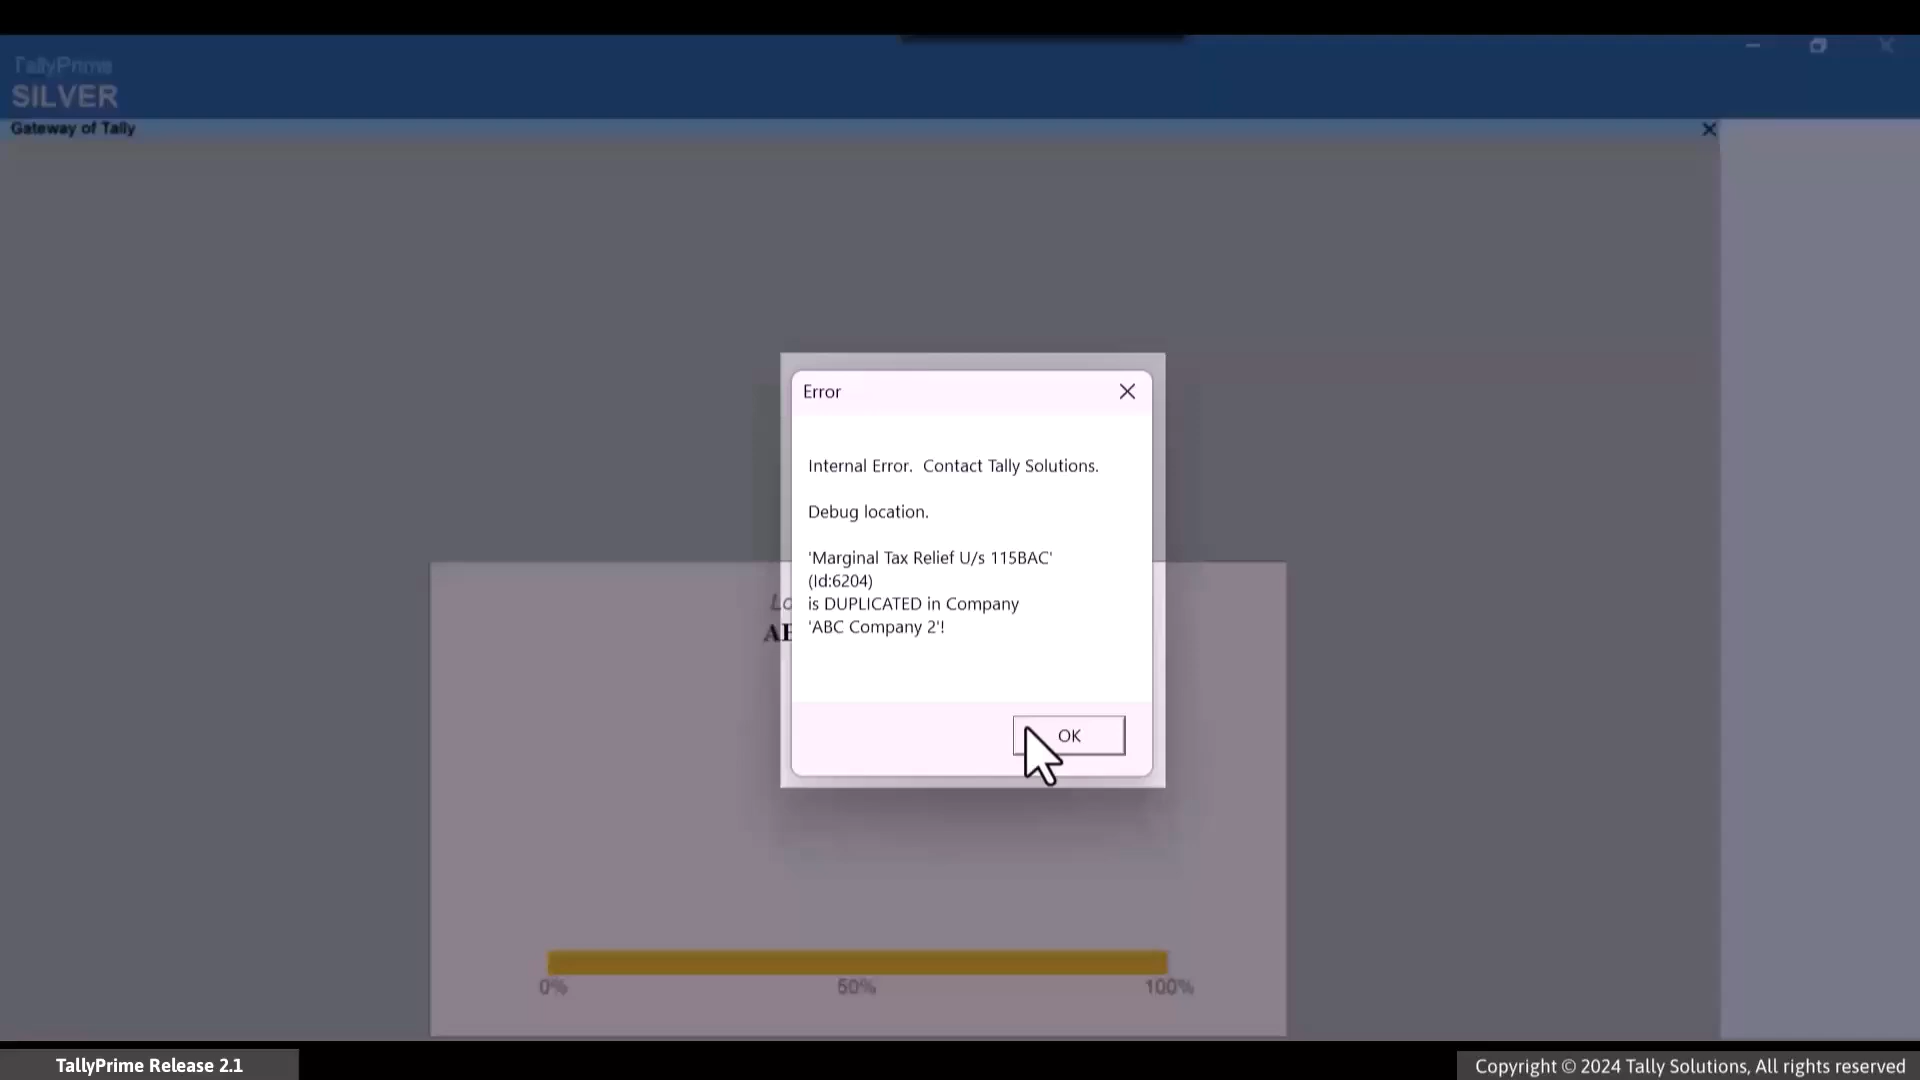 TallyPrime
SILVER
Gateway of Tally
Error
Internal Error.  Contact Tally Solutions.
Debug location.
'Marginal Tax Relief U/s 115BAC'
(Id:6204)
is DUPLICATED in Company
'ABC Company 2'!
OK
0% 50% 100%
TallyPrime Release 2.1
Copyright © 2024 Tally Solutions, All rights reserved